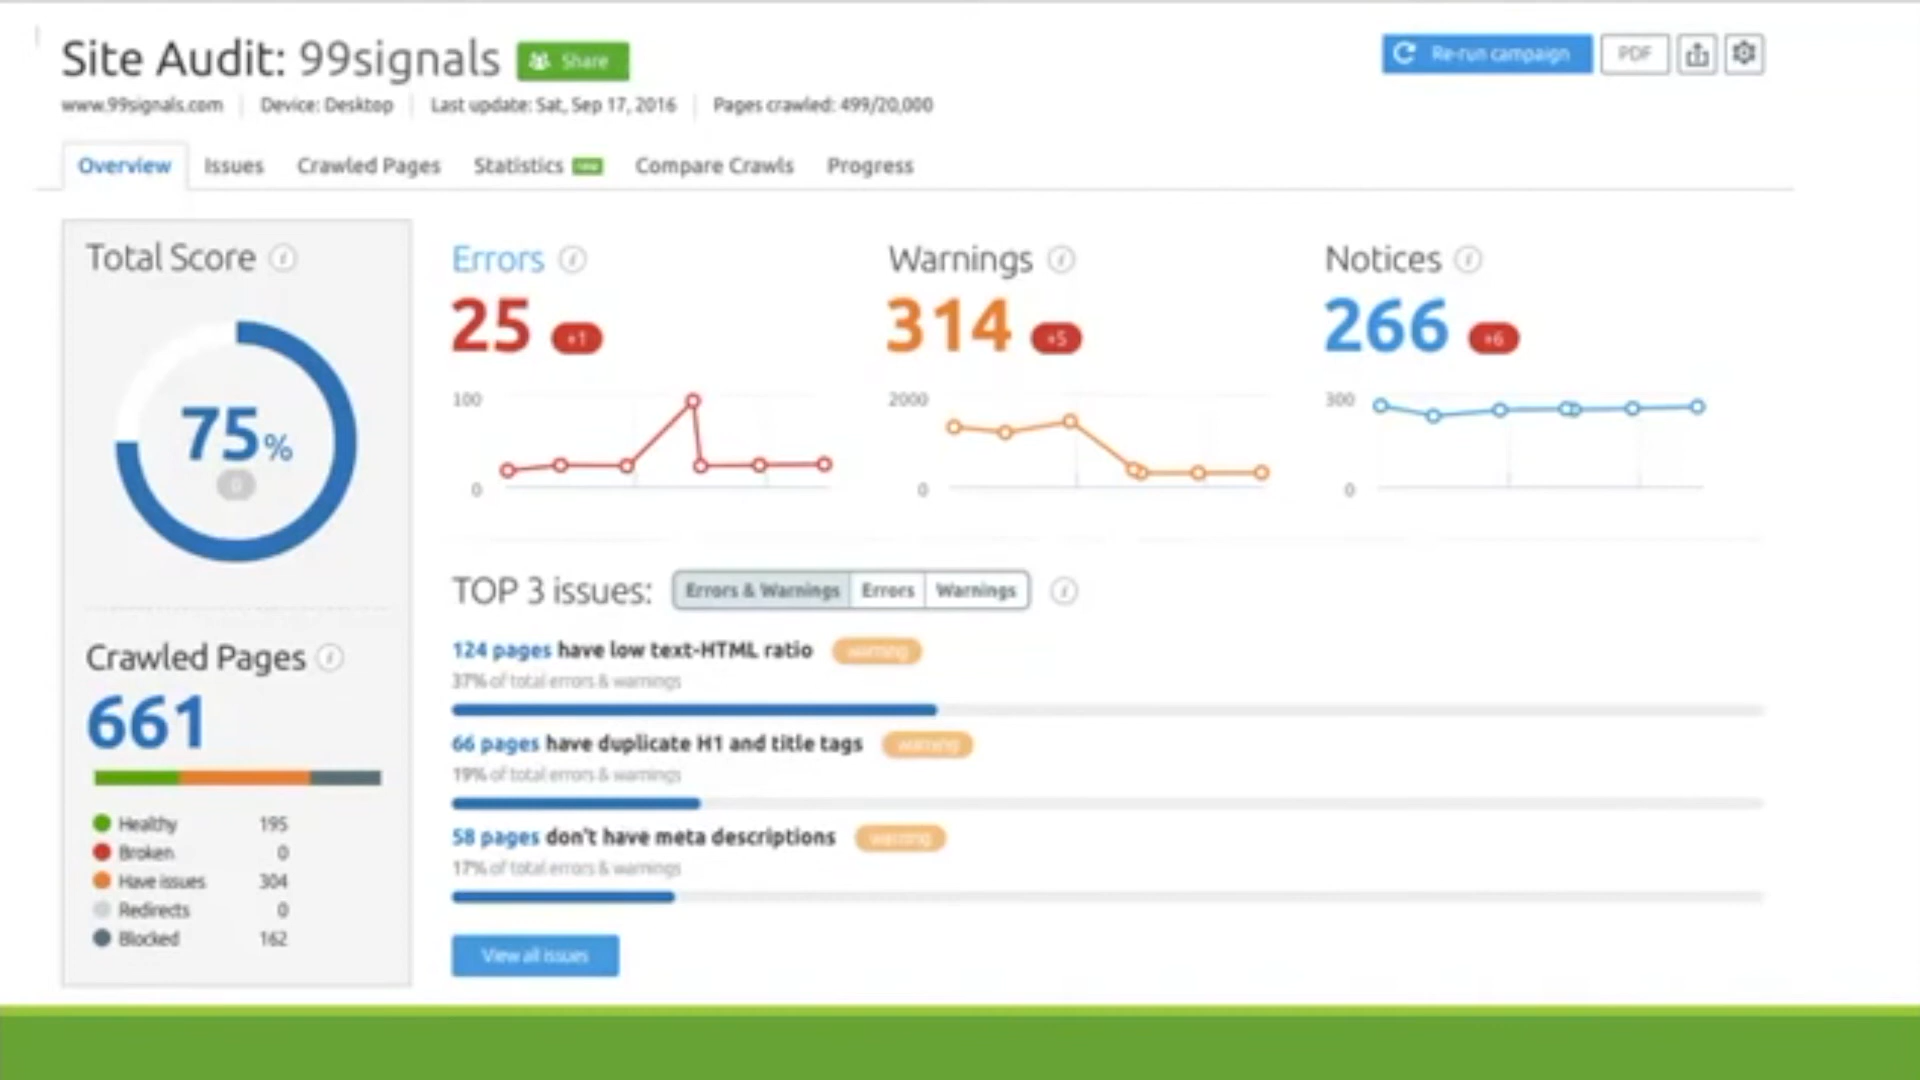 Site Audit: 99signals Share Re-run campaign PDF
www.99signals.com Device: Desktop Last update: Sat, Sep 17, 2016 Pages crawled: 499/20,000
Overview Issues Crawled Pages Statistics new Compare Crawls Progress
Total Score
75%
0
Crawled Pages
661
Healthy 195
Broken 0
Have issues 304
Redirects 0
Blocked 162
Errors
25 +1
100
0
Warnings
314 +5
2000
0
Notices
266 +6
300
0
TOP 3 issues: Errors & Warnings Errors Warnings
124 pages have low text-HTML ratio warning
37% of total errors & warnings
66 pages have duplicate H1 and title tags warning
19% of total errors & warnings
58 pages don't have meta descriptions warning
17% of total errors & warnings
View all issues